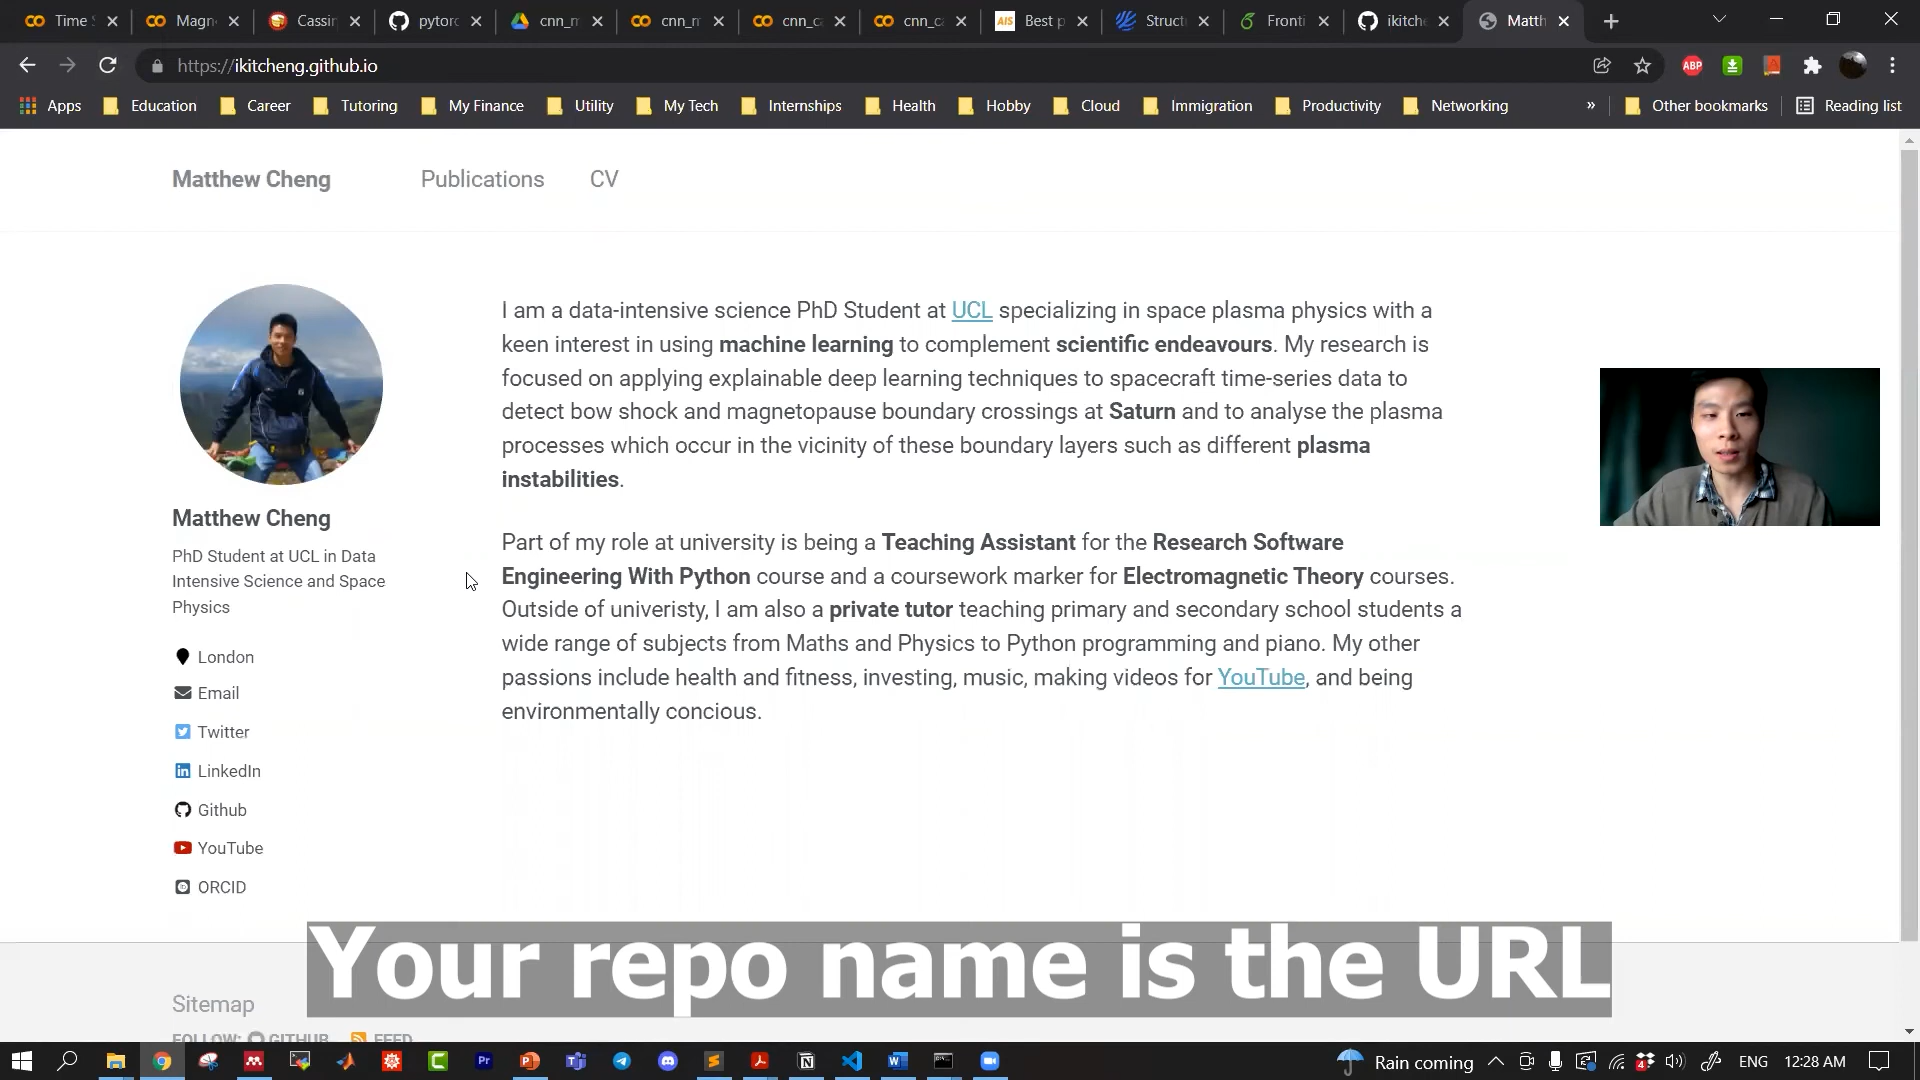 Time S
Magn
Cassin
pytorc
cnn_m
cnn_m
cnn_ca
cnn_ca
AIS Best p
Struct
Fronti
ikitche
Matth
https://ikitcheng.github.io
ABP
Apps
Education
Career
Tutoring
My Finance
Utility
My Tech
Internships
Health
Hobby
Cloud
Immigration
Productivity
Networking
»
Other bookmarks
Reading list
Matthew Cheng
Publications
CV
I am a data-intensive science PhD Student at UCL specializing in space plasma physics with a
keen interest in using machine learning to complement scientific endeavours. My research is
focused on applying explainable deep learning techniques to spacecraft time-series data to
detect bow shock and magnetopause boundary crossings at Saturn and to analyse the plasma
processes which occur in the vicinity of these boundary layers such as different plasma
instabilities.
Part of my role at university is being a Teaching Assistant for the Research Software
Engineering With Python course and a coursework marker for Electromagnetic Theory courses.
Outside of univeristy, I am also a private tutor teaching primary and secondary school students a
wide range of subjects from Maths and Physics to Python programming and piano. My other
passions include health and fitness, investing, music, making videos for YouTube, and being
environmentally concious.
Matthew Cheng
PhD Student at UCL in Data
Intensive Science and Space
Physics
London
Email
Twitter
LinkedIn
Github
YouTube
ORCID
Your repo name is the URL
Sitemap
FOLLOW: GITHUB FEED
Rain coming
ENG
12:28 AM